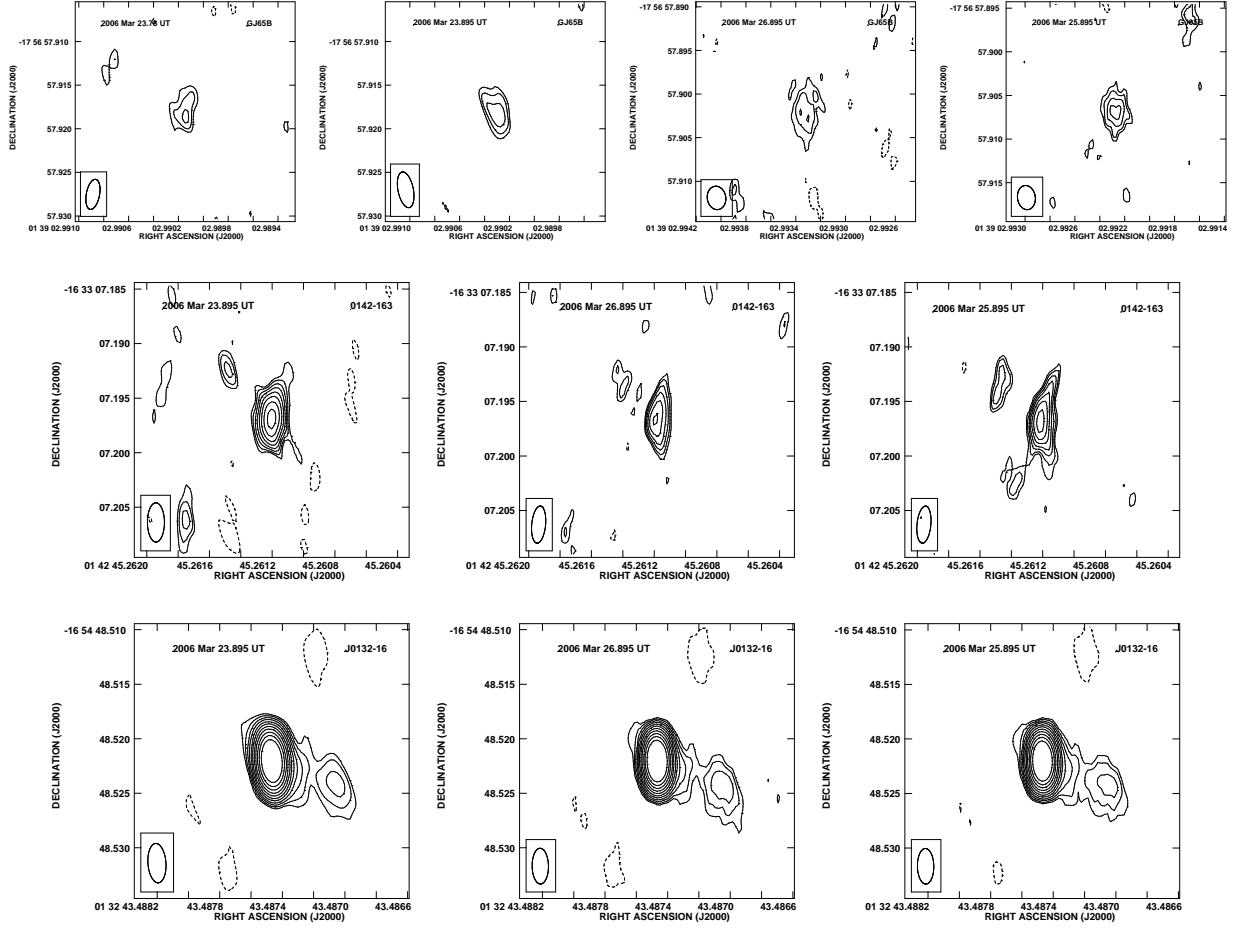 2006 Mar 23.7 UT GJ65B
-17 56 57.910
57.915
57.920
57.925
57.930
DECLINATION (J2000)
01 39 02.9910 02.9906 02.9902 02.9898 02.9894
RIGHT ASCENSION (J2000)
2006 Mar 23.895 UT GJ65B
-17 56 57.910
57.915
57.920
57.925
57.930
DECLINATION (J2000)
01 39 02.9910 02.9906 02.9902 02.9898
RIGHT ASCENSION (J2000)
2006 Mar 26.895 UT GJ65B
-17 56 57.890
57.895
57.900
57.905
57.910
DECLINATION (J2000)
01 39 02.9942 02.9938 02.9934 02.9930 02.9926
RIGHT ASCENSION (J2000)
2006 Mar 25.895 UT GJ65B
-17 56 57.895
57.900
57.905
57.910
57.915
DECLINATION (J2000)
01 39 02.9930 02.9926 02.9922 02.9918 02.9914
RIGHT ASCENSION (J2000)
2006 Mar 23.895 UT 0142-163
-16 33 07.185
07.190
07.195
07.200
07.205
DECLINATION (J2000)
01 42 45.2620 45.2616 45.2612 45.2608 45.2604
RIGHT ASCENSION (J2000)
2006 Mar 26.895 UT 0142-163
-16 33 07.185
07.190
07.195
07.200
07.205
DECLINATION (J2000)
01 42 45.2620 45.2616 45.2612 45.2608 45.2604
RIGHT ASCENSION (J2000)
2006 Mar 25.895 UT 0142-163
-16 33 07.185
07.190
07.195
07.200
07.205
DECLINATION (J2000)
01 42 45.2620 45.2616 45.2612 45.2608 45.2604
RIGHT ASCENSION (J2000)
2006 Mar 23.895 UT J0132-16
-16 54 48.510
48.515
48.520
48.525
48.530
DECLINATION (J2000)
01 32 43.4882 43.4878 43.4874 43.4870 43.4866
RIGHT ASCENSION (J2000)
2006 Mar 26.895 UT J0132-16
-16 54 48.510
48.515
48.520
48.525
48.530
DECLINATION (J2000)
01 32 43.4882 43.4878 43.4874 43.4870 43.4866
RIGHT ASCENSION (J2000)
2006 Mar 25.895 UT J0132-16
-16 54 48.510
48.515
48.520
48.525
48.530
DECLINATION (J2000)
01 32 43.4882 43.4878 43.4874 43.4870 43.4866
RIGHT ASCENSION (J2000)